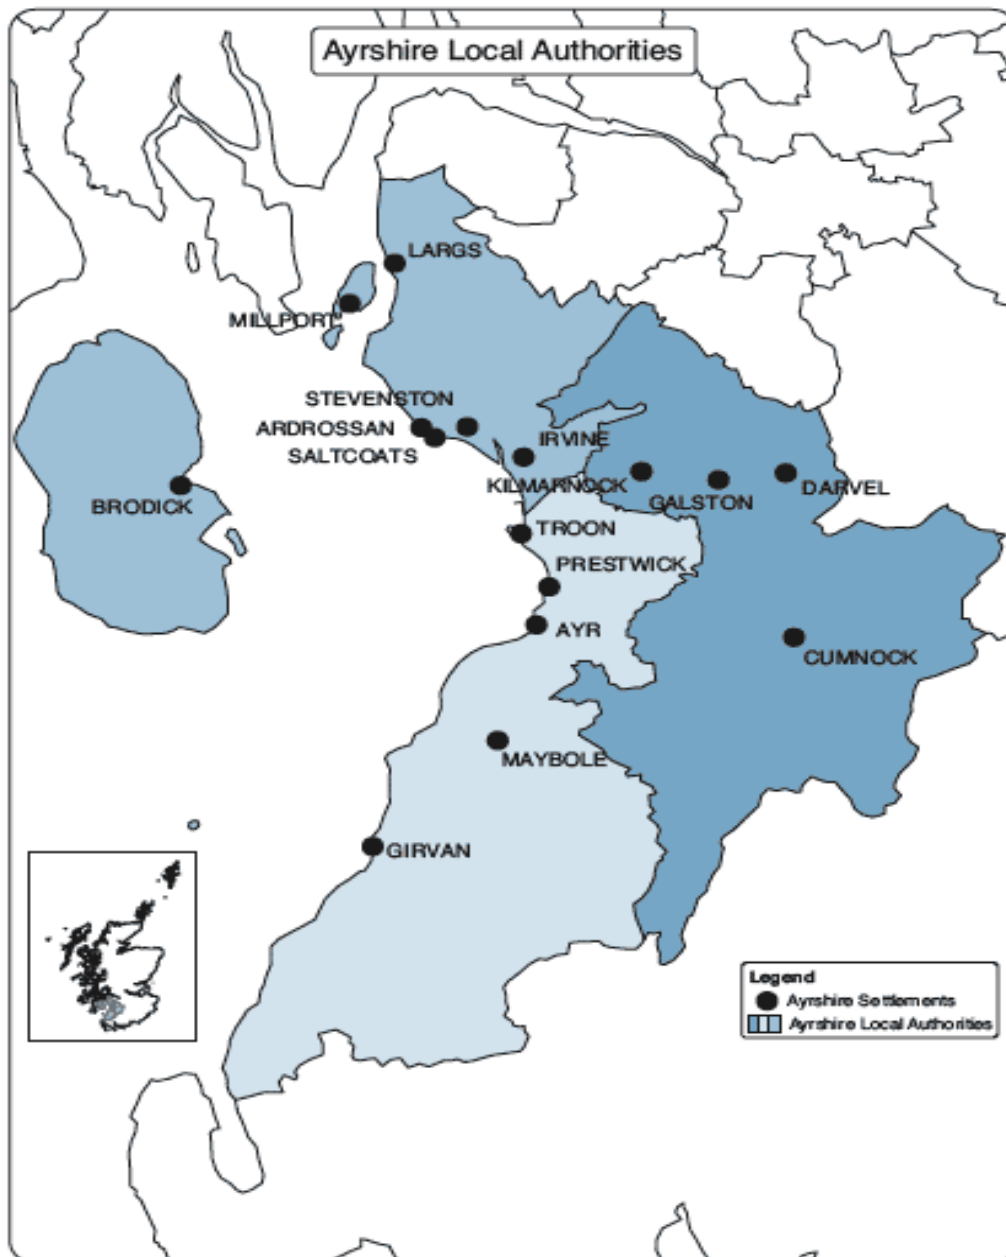 Ayrshire Local Authorities
LARGS
MILLPORT
STEVENSTON
ARDROSSAN
IRVINE
SALTCOATS
KILMARNOCK
DARVEL
GALSTON
BRODICK
TROON
PRESTWICK
AYR
CUMNOCK
MAYBOLE
GIRVAN
Legend
Ayrshire Settlements
Ayrshire Local Authorities